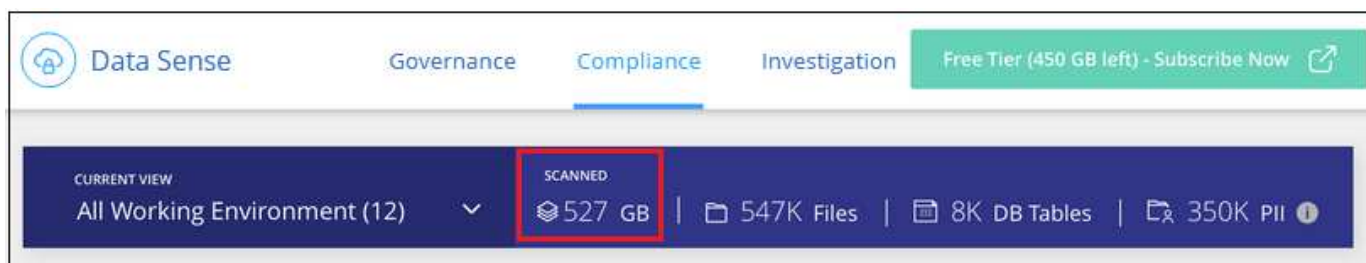 Data Sense Governance Compliance Investigation Free Tier (450 GB left) - Subscribe Now
CURRENT VIEW SCANNED
All Working Environment (12) 527 GB 547K Files 8K DB Tables 350K PII